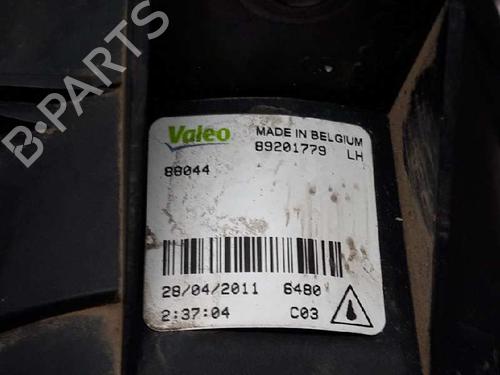 B-PARTS
Valeo MADE IN BELGIUM
89201779 LH
88044
28/04/2011 6480
2:37:04 C03